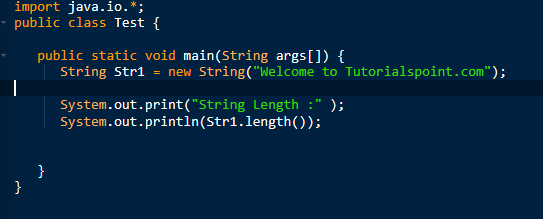 import java.io.*;
public class Test {
public static void main(String args[]) {
String Str1 = new String("Welcome to Tutorialspoint.com");
System.out.print("String Length :" );
System.out.println(Str1.length());
}
}